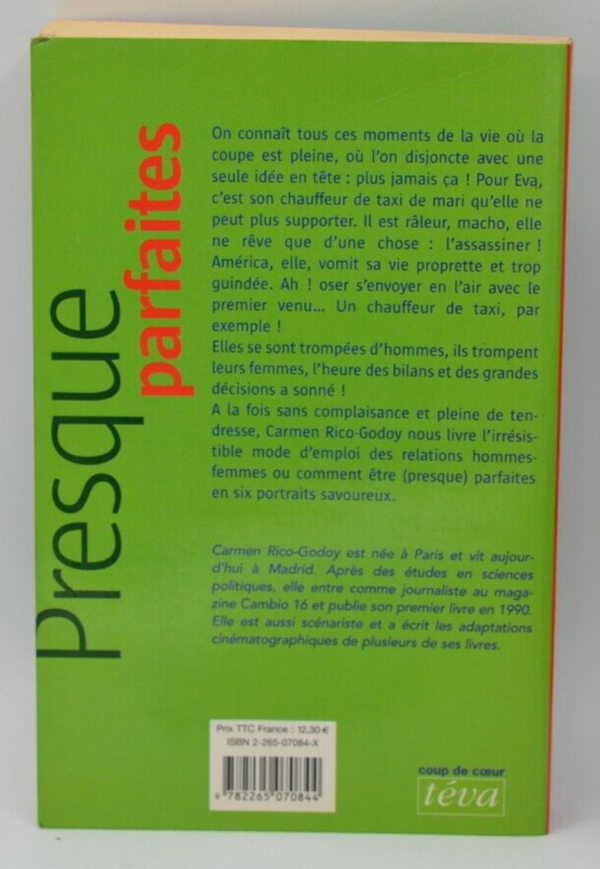 Presque
parfaites
On connaît tous ces moments de la vie où la
coupe est pleine, où l'on disjoncte avec une
seule idée en tête : plus jamais ça ! Pour Eva,
c'est son chauffeur de taxi de mari qu'elle ne
peut plus supporter. Il est râleur, macho, elle
ne rêve que d'une chose : l'assassiner !
América, elle, vomit sa vie proprette et trop
guindée. Ah ! oser s'envoyer en l'air avec le
premier venu... Un chauffeur de taxi, par
exemple !
Elles se sont trompées d'hommes, ils trompent
leurs femmes, l'heure des bilans et des grandes
décisions a sonné !
A la fois sans complaisance et pleine de ten-
dresse, Carmen Rico-Godoy nous livre l'irrésis-
tible mode d'emploi des relations hommes-
femmes ou comment être (presque) parfaites
en six portraits savoureux.
Carmen Rico-Godoy est née à Paris et vit aujour-
d'hui à Madrid. Après des études en sciences
politiques, elle entre comme journaliste au maga-
zine Cambio 16 et publie son premier livre en 1990.
Elle est aussi scénariste et a écrit les adaptations
cinématographiques de plusieurs de ses livres.
Prix TTC France : 12,30 €
ISBN 2-265-07084-X
9 782265 070844
coup de cœur
téva